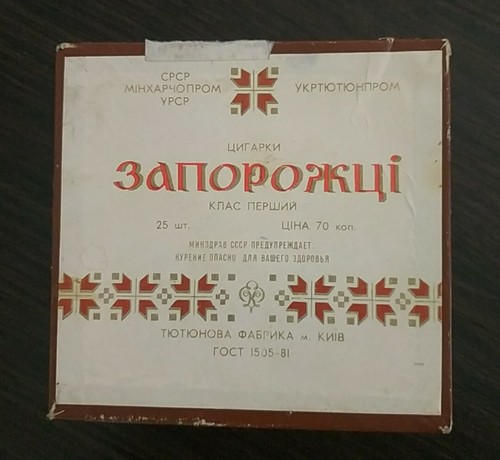 СРСР
МІНХАРЧОПРОМ
УРСР
УКРТЮТЮНПРОМ
ЦИГАРКИ
ЗАПОРОЖЦІ
КЛАС ПЕРШИЙ
25 шт. ЦІНА 70 коп.
МИНЗДРАВ СССР ПРЕДУПРЕЖДАЕТ:
КУРЕНИЕ ОПАСНО ДЛЯ ВАШЕГО ЗДОРОВЬЯ
ТЮТЮНОВА ФАБРИКА м. КИЇВ
ГОСТ 1505-81